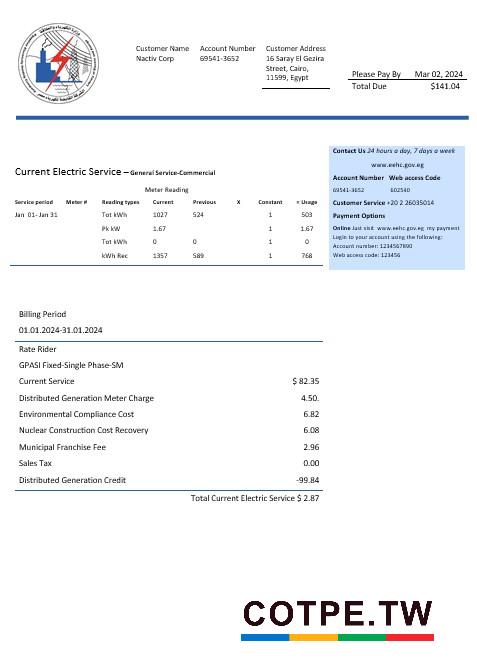 Customer Name Account Number Customer Address
Nactiv Corp 69541-3652 16 Saray El Gezira
Street, Cairo,
11599, Egypt
Please Pay By Mar 02, 2024
Total Due $141.04
Contact Us 24 hours a day, 7 days a week
www.eehc.gov.eg
Account Number Web access Code
69541-3652 602540
Customer Service +20 2 26035014
Payment Options
Online Just visit www.eehc.gov.eg my payment
Login to your account using the following:
Account number: 1234567890
Web access code: 123456
Current Electric Service – General Service-Commercial
Meter Reading
Service period Meter # Reading types Current Previous X Constant = Usage
Jan 01- Jan 31 Tot kWh 1027 524 1 503
Pk kW 1.67 1 1.67
Tot kWh 0 0 1 0
kWh Rec 1357 589 1 768
Billing Period
01.01.2024-31.01.2024
Rate Rider
GPASI Fixed-Single Phase-SM
Current Service $ 82.35
Distributed Generation Meter Charge 4.50.
Environmental Compliance Cost 6.82
Nuclear Construction Cost Recovery 6.08
Municipal Franchise Fee 2.96
Sales Tax 0.00
Distributed Generation Credit -99.84
Total Current Electric Service $ 2.87
COTPE.TW